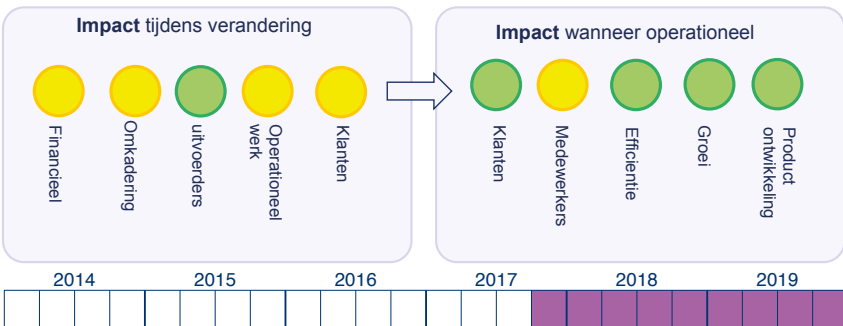 Impact tijdens verandering
Financieel
Omkadering
uitvoerders
Operationeel
werk
Klanten
Impact wanneer operationeel
Klanten
Medewerkers
Efficientie
Groei
Product
ontwikkeling
2014 2015 2016 2017 2018 2019